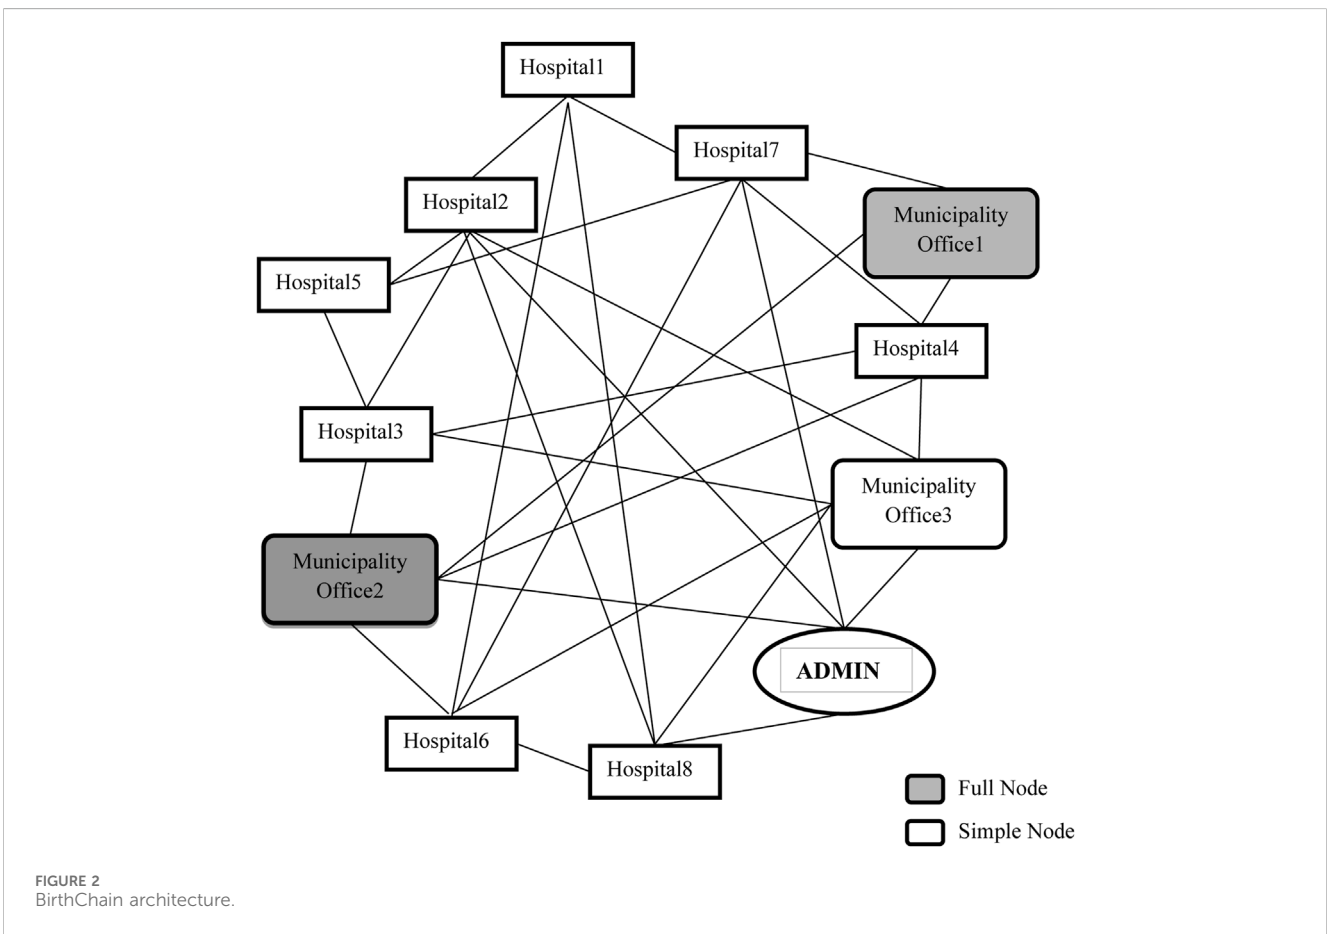 Hospital1
Hospital7
Hospital2
Municipality
Office1
Hospital5
Hospital4
Hospital3
Municipality
Office3
Municipality
Office2
ADMIN
Hospital6
Hospital8
Full Node
Simple Node
FIGURE 2
BirthChain architecture.